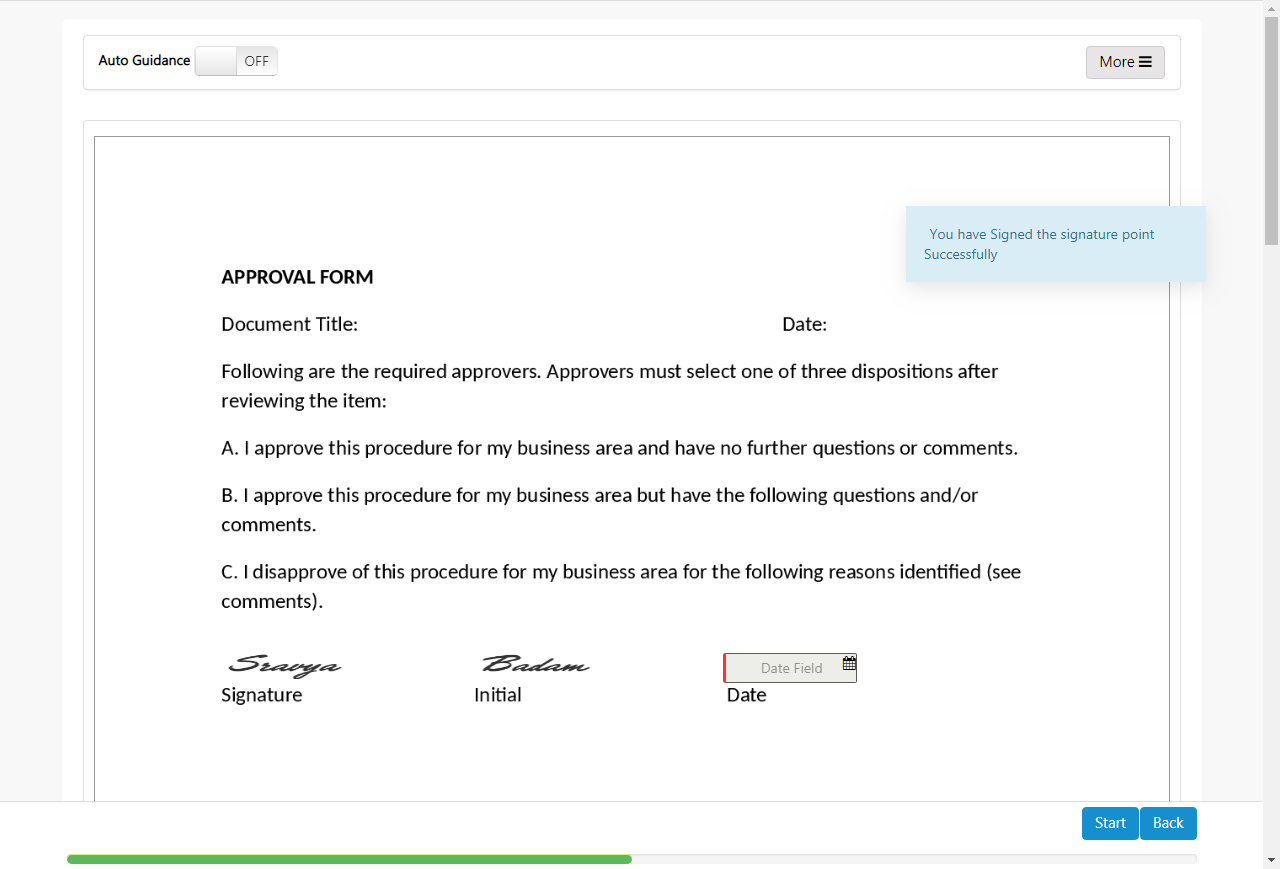 Auto Guidance OFF More
You have Signed the signature point
Successfully
APPROVAL FORM
Document Title: Date:
Following are the required approvers. Approvers must select one of three dispositions after
reviewing the item:
A. I approve this procedure for my business area and have no further questions or comments.
B. I approve this procedure for my business area but have the following questions and/or
comments.
C. I disapprove of this procedure for my business area for the following reasons identified (see
comments).
Sravya Badam Date Field
Signature Initial Date
Start Back